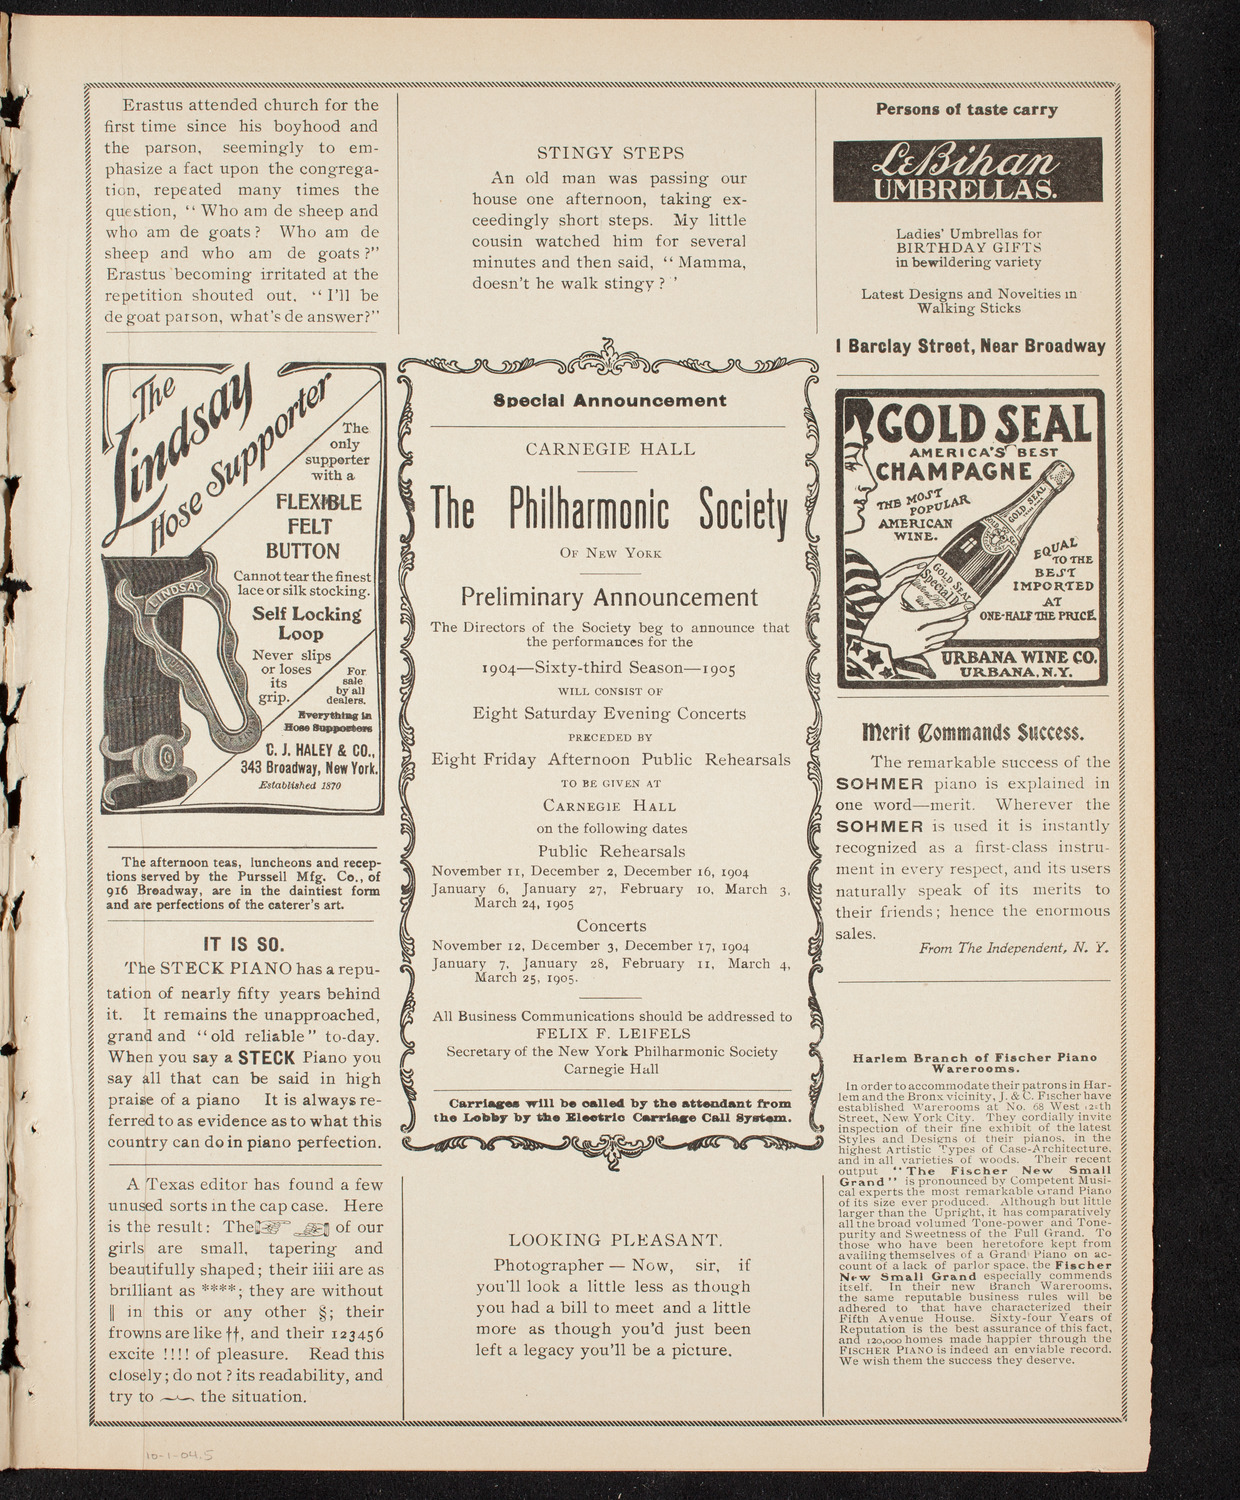 Erastus attended church for the
first time since his boyhood and
the parson, seemingly to em-
phasize a fact upon the congrega-
tion, repeated many times the
question, “Who am de sheep and
who am de goats? Who am de
sheep and who am de goats?”
Erastus becoming irritated at the
repetition shouted out, “I'll be
de goat parson, what's de answer?”
The
Lindsay
Hose Supporter
The
only
supporter
with a
FLEXIBLE
FELT
BUTTON
Cannot tear the finest
lace or silk stocking.
Self Locking
Loop
Never slips
or loses
its
grip.
For
sale
by all
dealers.
Everything in
Hose Supporters
C. J. HALEY & CO.,
343 Broadway, New York.
Established 1870
LINDSAY
The afternoon teas, luncheons and recep-
tions served by the Purssell Mfg. Co., of
916 Broadway, are in the daintiest form
and are perfections of the caterer's art.
IT IS SO.
The STECK PIANO has a repu-
tation of nearly fifty years behind
it. It remains the unapproached,
grand and “old reliable” to-day.
When you say a STECK Piano you
say all that can be said in high
praise of a piano It is always re-
ferred to as evidence as to what this
country can do in piano perfection.
A Texas editor has found a few
unused sorts in the cap case. Here
is the result: The ☞ ☞ of our
girls are small, tapering and
beautifully shaped; their iiii are as
brilliant as ****; they are without
‖ in this or any other §; their
frowns are like ††, and their 123456
excite !!!! of pleasure. Read this
closely; do not ? its readability, and
try to ⏟ the situation.
STINGY STEPS
An old man was passing our
house one afternoon, taking ex-
ceedingly short steps. My little
cousin watched him for several
minutes and then said, “Mamma,
doesn't he walk stingy?’
Special Announcement
CARNEGIE HALL
The Philharmonic Society
OF NEW YORK
Preliminary Announcement
The Directors of the Society beg to announce that
the performances for the
1904—Sixty-third Season—1905
WILL CONSIST OF
Eight Saturday Evening Concerts
PRECEDED BY
Eight Friday Afternoon Public Rehearsals
TO BE GIVEN AT
CARNEGIE HALL
on the following dates
Public Rehearsals
November 11, December 2, December 16, 1904
January 6, January 27, February 10, March 3,
March 24, 1905
Concerts
November 12, December 3, December 17, 1904
January 7, January 28, February 11, March 4,
March 25, 1905.
All Business Communications should be addressed to
FELIX F. LEIFELS
Secretary of the New York Philharmonic Society
Carnegie Hall
Carriages will be called by the attendant from
the Lobby by the Electric Carriage Call System.
LOOKING PLEASANT.
Photographer — Now, sir, if
you'll look a little less as though
you had a bill to meet and a little
more as though you'd just been
left a legacy you'll be a picture.
Persons of taste carry
LeBihan
UMBRELLAS.
Ladies' Umbrellas for
BIRTHDAY GIFTS
in bewildering variety
Latest Designs and Novelties in
Walking Sticks
1 Barclay Street, Near Broadway
GOLD SEAL
AMERICA'S BEST
CHAMPAGNE
THE MOST
POPULAR
AMERICAN
WINE.
GOLD SEAL
GOLD SEAL
Special Dry
EQUAL
TO THE
BEST
IMPORTED
AT
ONE-HALF THE PRICE.
URBANA WINE CO.
URBANA, N.Y.
Merit Commands Success.
The remarkable success of the
SOHMER piano is explained in
one word—merit. Wherever the
SOHMER is used it is instantly
recognized as a first-class instru-
ment in every respect, and its users
naturally speak of its merits to
their friends; hence the enormous
sales.
From The Independent, N. Y.
Harlem Branch of Fischer Piano
Warerooms.
In order to accommodate their patrons in Har-
lem and the Bronx vicinity, J. & C. Fischer have
established Warerooms at No. 68 West 125th
Street, New York City. They cordially invite
inspection of their fine exhibit of the latest
Styles and Designs of their pianos, in the
highest Artistic Types of Case-Architecture,
and in all varieties of woods. Their recent
output “The Fischer New Small
Grand” is pronounced by Competent Musi-
cal experts the most remarkable Grand Piano
of its size ever produced. Although but little
larger than the Upright, it has comparatively
all the broad volumed Tone-power and Tone-
purity and Sweetness of the Full Grand. To
those who have been heretofore kept from
availing themselves of a Grand Piano on ac-
count of a lack of parlor space, the Fischer
New Small Grand especially commends
itself. In their new Branch Warerooms,
the same reputable business rules will be
adhered to that have characterized their
Fifth Avenue House. Sixty-four Years of
Reputation is the best assurance of this fact,
and 120,000 homes made happier through the
FISCHER PIANO is indeed an enviable record.
We wish them the success they deserve.
10-1-04.5